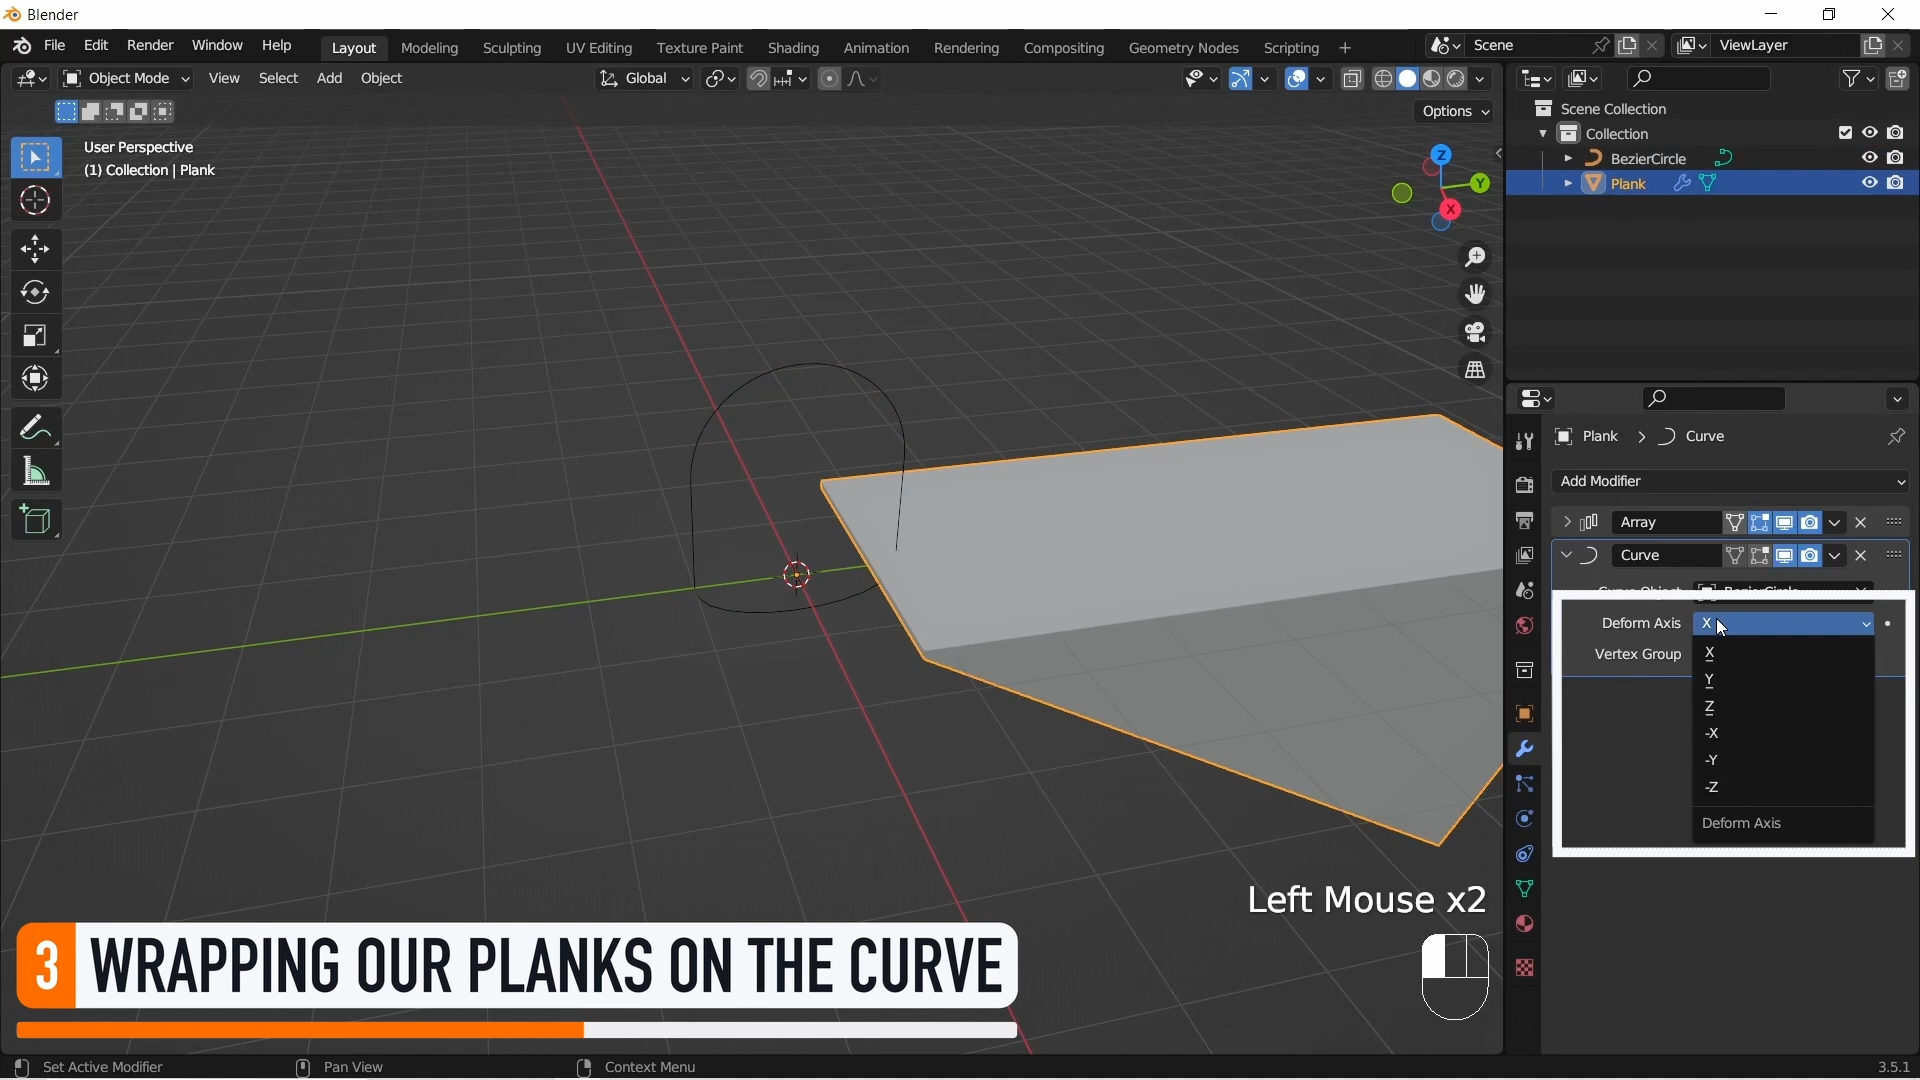 Blender
File Edit Render Window Help Layout Modeling Sculpting UV Editing Texture Paint Shading Animation Rendering Compositing Geometry Nodes Scripting + Scene ViewLayer
Object Mode View Select Add Object Global
Options
User Perspective
(1) Collection | Plank
Z
Y
X
Scene Collection
Collection
BezierCircle
Plank
Plank > Curve
Add Modifier
Array
Curve
Curve Object BezierCircle
Deform Axis X
Vertex Group
X
Y
Z
-X
-Y
-Z
Deform Axis
Left Mouse x2
3 WRAPPING OUR PLANKS ON THE CURVE
Set Active Modifier Pan View Context Menu 3.5.1